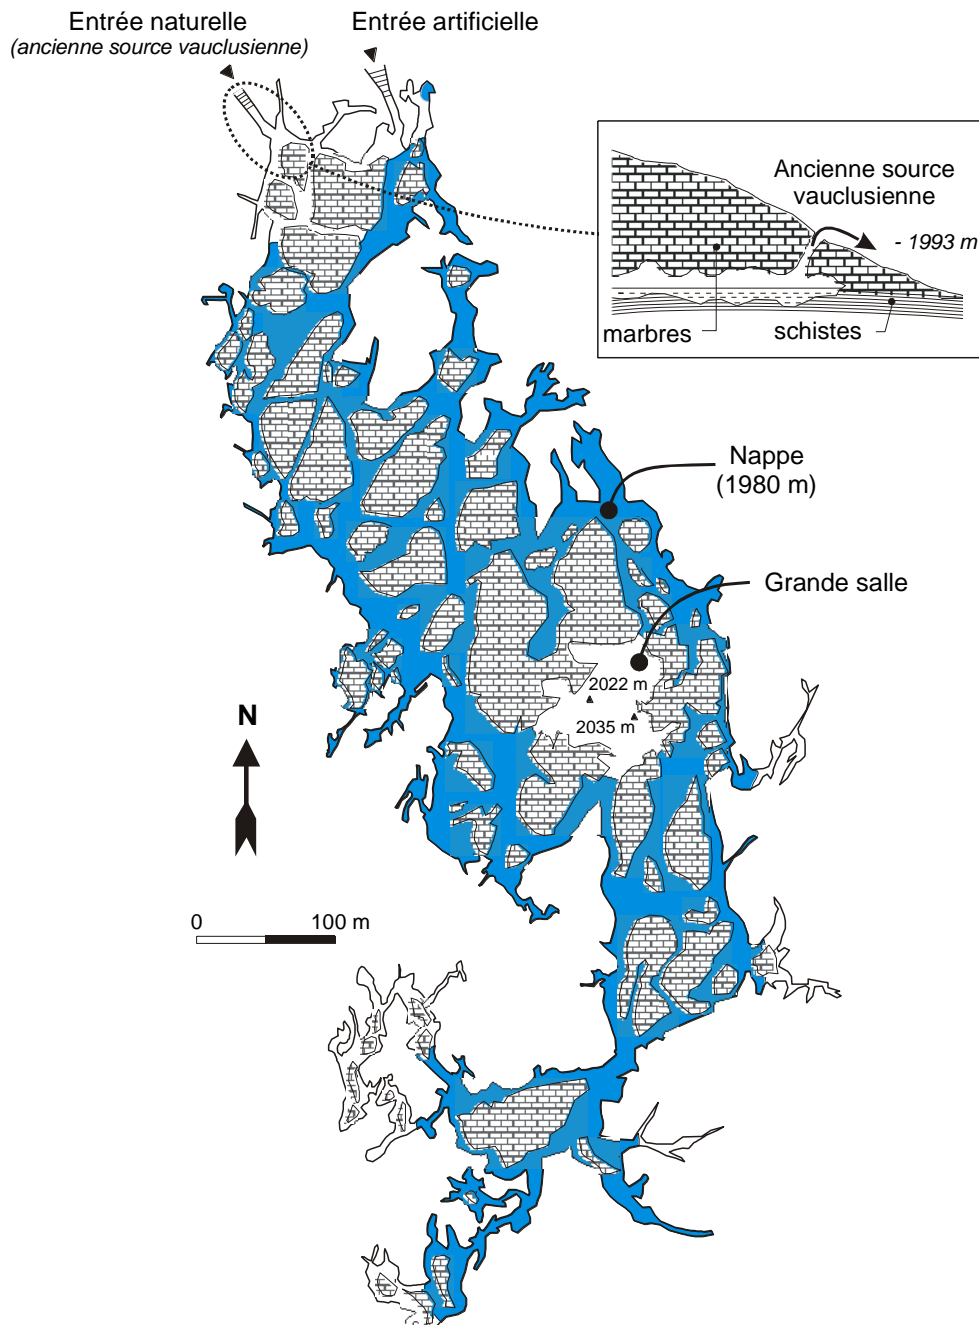 Entrée naturelle
(ancienne source vauclusienne)
Entrée artificielle
Ancienne source
vauclusienne
- 1993 m
marbres
schistes
Nappe
(1980 m)
Grande salle
2022 m
2035 m
N
0 100 m